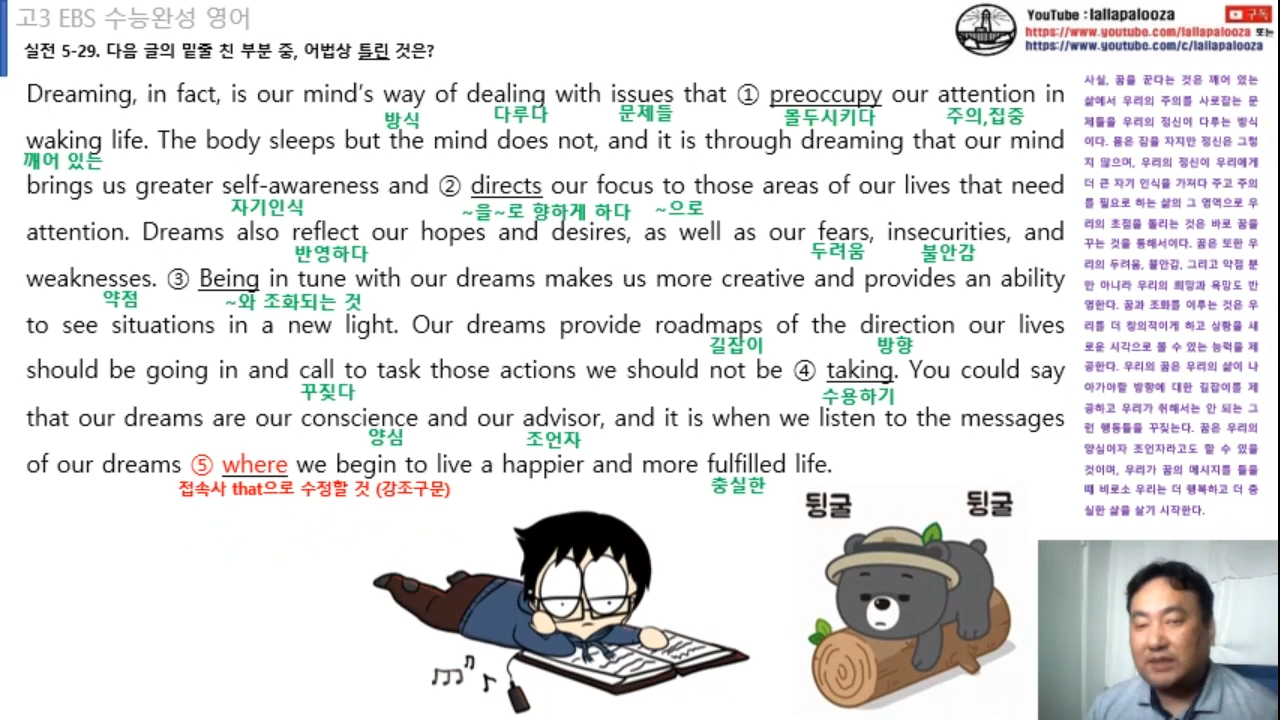 고3 EBS 수능완성 영어
YouTube : lallapalooza
구독
https://www.youtube.com/lallapalooza 또는
https://www.youtube.com/c/lallapalooza
실전 5-29. 다음 글의 밑줄 친 부분 중, 어법상 틀린 것은?
Dreaming, in fact, is our mind's way of dealing with issues that ① preoccupy our attention in
방식 다루다 문제들 몰두시키다 주의,집중
waking life. The body sleeps but the mind does not, and it is through dreaming that our mind
깨어 있는
brings us greater self-awareness and ② directs our focus to those areas of our lives that need
자기인식 ~을~로 향하게 하다 ~으로
attention. Dreams also reflect our hopes and desires, as well as our fears, insecurities, and
반영하다 두려움 불안감
weaknesses. ③ Being in tune with our dreams makes us more creative and provides an ability
약점 ~와 조화되는 것
to see situations in a new light. Our dreams provide roadmaps of the direction our lives
길잡이 방향
should be going in and call to task those actions we should not be ④ taking. You could say
꾸짖다 수용하기
that our dreams are our conscience and our advisor, and it is when we listen to the messages
양심 조언자
of our dreams ⑤ where we begin to live a happier and more fulfilled life.
접속사 that으로 수정할 것 (강조구문) 충실한
사실, 꿈을 꾼다는 것은 깨어 있는
삶에서 우리의 주의를 사로잡는 문
제들을 우리의 정신이 다루는 방식
이다. 몸은 잠을 자지만 정신은 그렇
지 않으며, 우리의 정신이 우리에게
더 큰 자기 인식을 가져다 주고 주의
를 필요로 하는 삶의 그 영역으로 우
리의 초점을 돌리는 것은 바로 꿈을
꾸는 것을 통해서이다. 꿈은 또한 우
리의 두려움, 불안감, 그리고 약점 뿐
만 아니라 우리의 희망과 욕망도 반
영한다. 꿈과 조화를 이루는 것은 우
리를 더 창의적이게 하고 상황을 새
로운 시각으로 볼 수 있는 능력을 제
공한다. 우리의 꿈은 우리의 삶이 나
아가야할 방향에 대한 길잡이를 제
공하고 우리가 취해서는 안 되는 그
런 행동들을 꾸짖는다. 꿈은 우리의
양심이자 조언자라고도 할 수 있을
것이며, 우리가 꿈의 메시지를 들을
때 비로소 우리는 더 행복하고 더 충
실한 삶을 살기 시작한다.
뒹굴 뒹굴